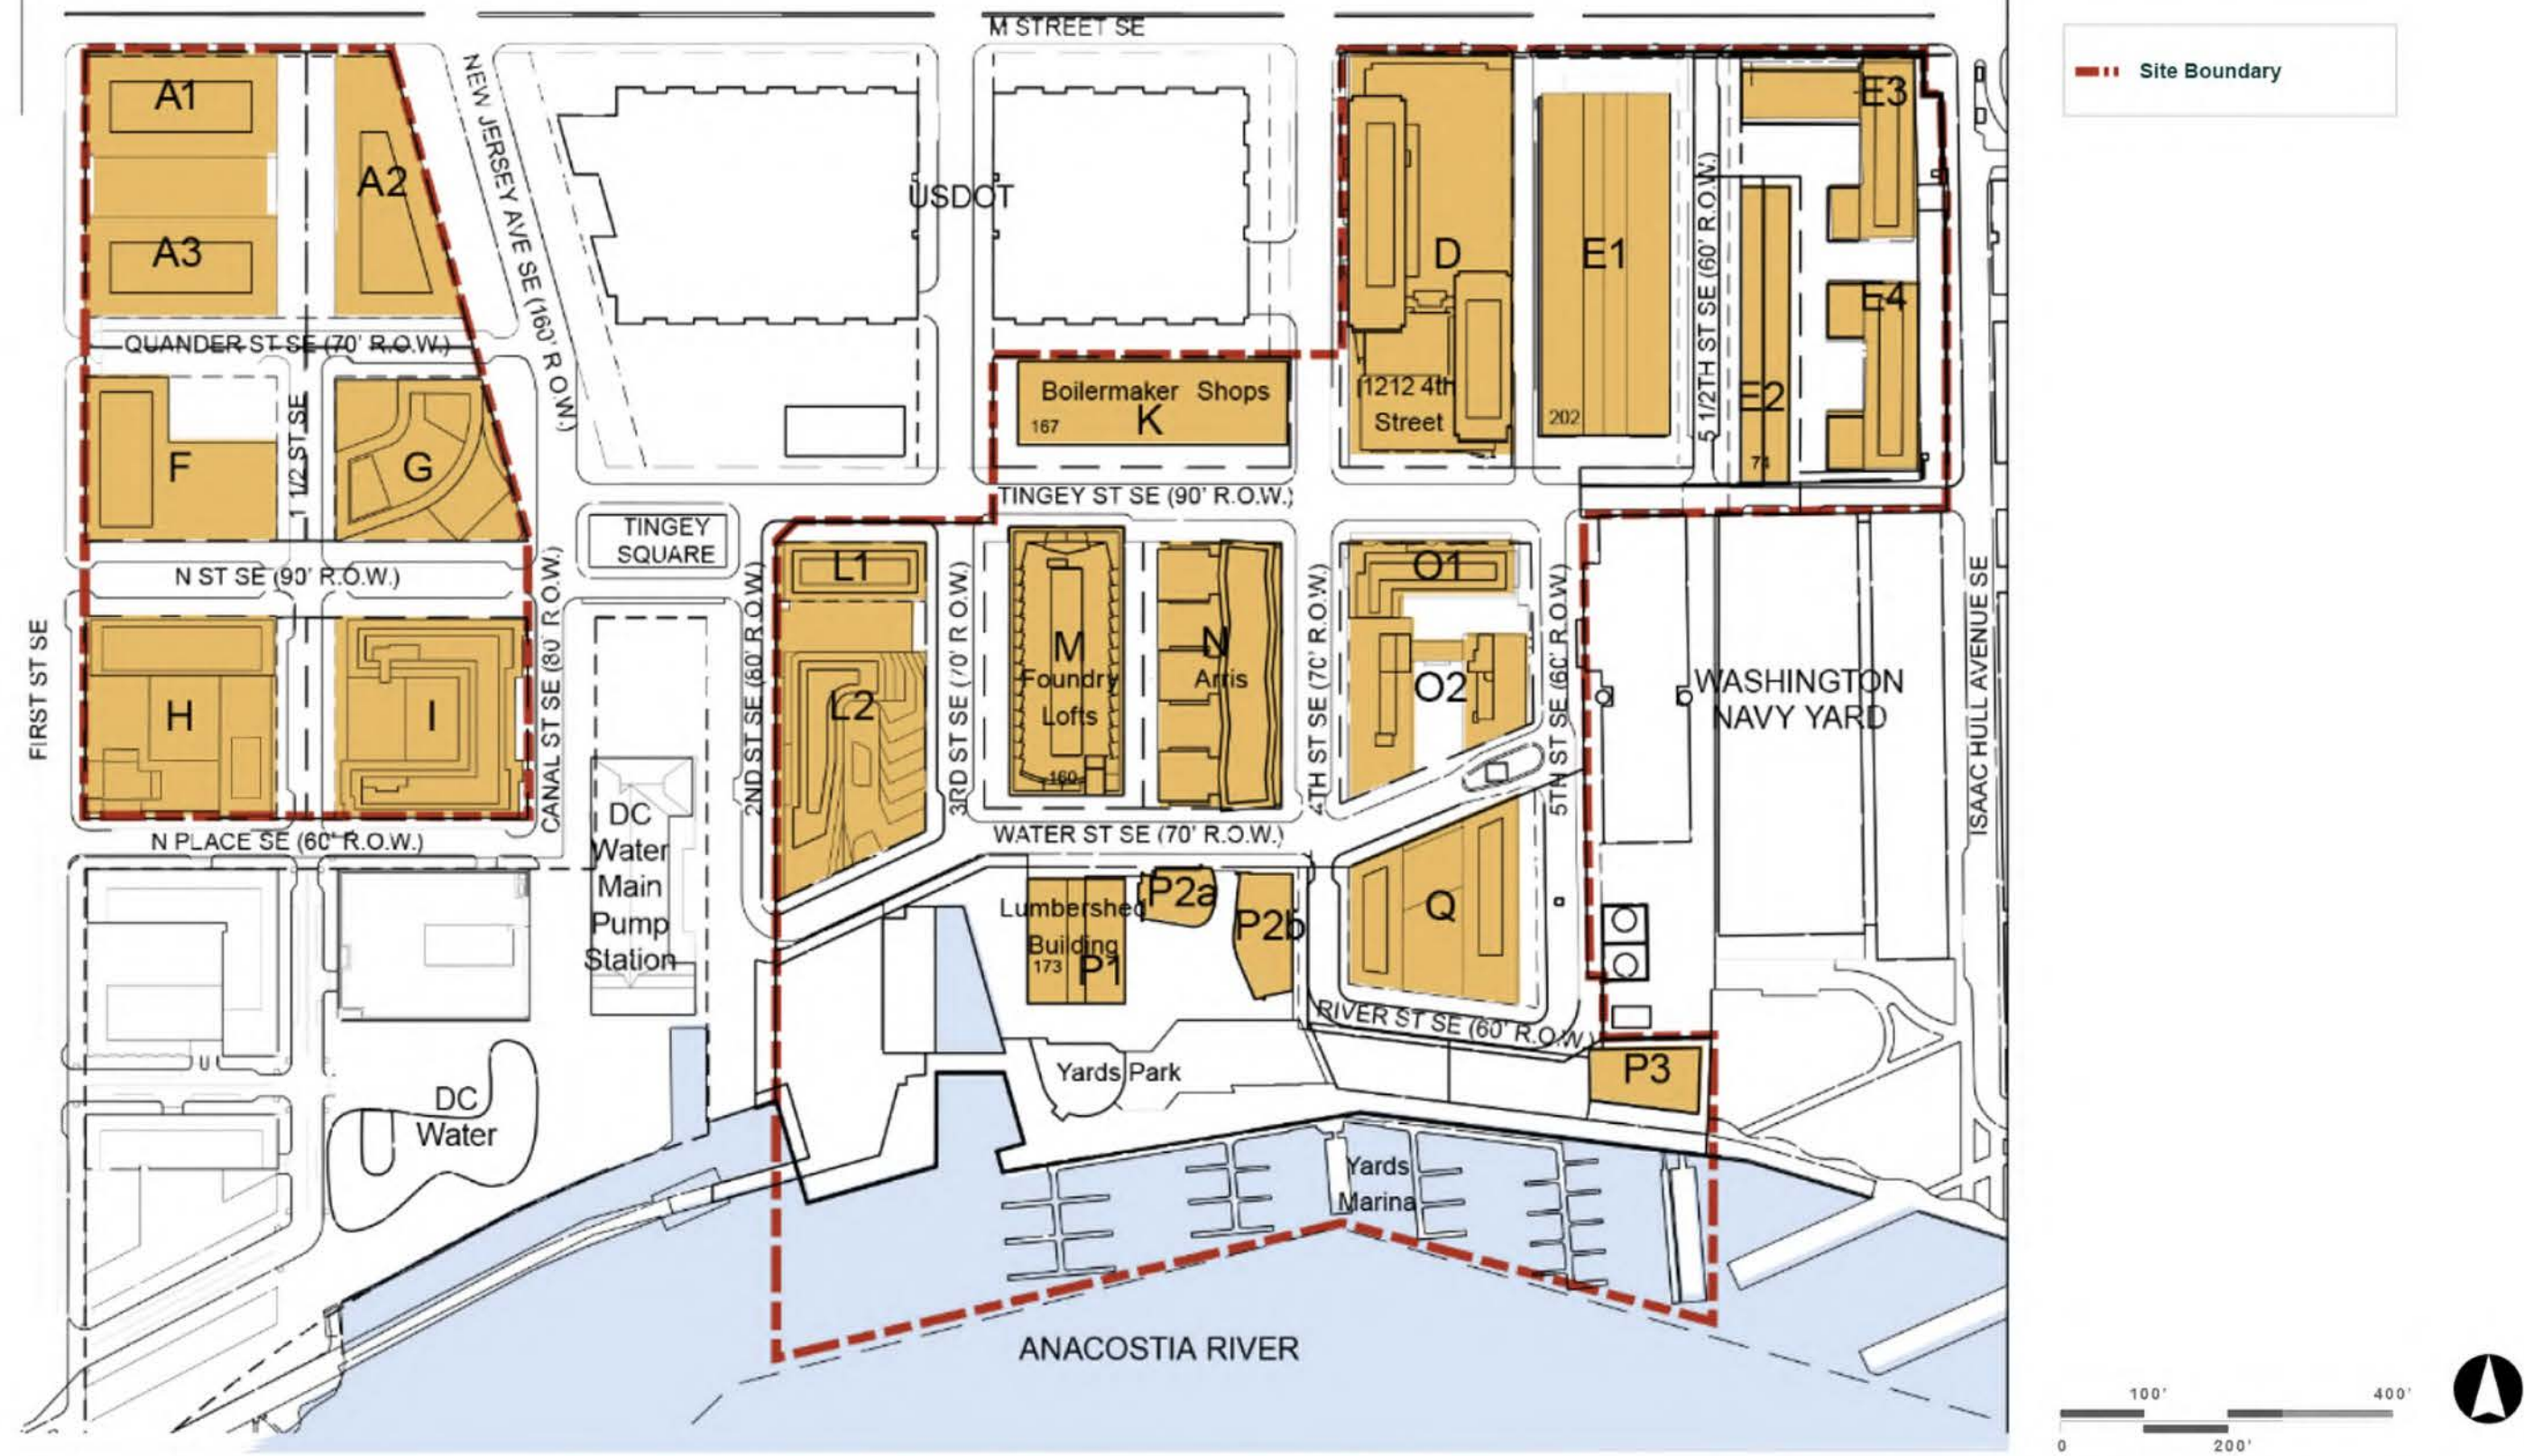 M STREET SE
Site Boundary
A1
A2
A3
NEW JERSEY AVE SE (160' R.O.W.)
USDOT
D
E1
E3
E4
E2
5 1/2TH ST SE (60' R.O.W.)
QUANDER ST SE (70' R.O.W.)
Boilermaker Shops
167
K
1212 4th
Street
202
74
F
G
1 1/2 ST SE
TINGEY ST SE (90' R.O.W.)
TINGEY
SQUARE
N ST SE (90' R.O.W.)
L1
L2
M
Foundry
Lofts
160
N
Arris
O1
O2
H
I
FIRST ST SE
CANAL ST SE (80' R.O.W.)
2ND ST SE (80' R.O.W.)
3RD ST SE (70' R.O.W.)
4TH ST SE (70' R.O.W.)
5TH ST SE (60' R.O.W.)
WASHINGTON
NAVY YARD
ISAAC HULL AVENUE SE
N PLACE SE (60' R.O.W.)
DC
Water
Main
Pump
Station
WATER ST SE (70' R.O.W.)
Lumbershed
Building
173
P1
P2a
P2b
Q
RIVER ST SE (60' R.O.W.)
P3
Yards Park
DC
Water
Yards
Marina
ANACOSTIA RIVER
100'
400'
0
200'